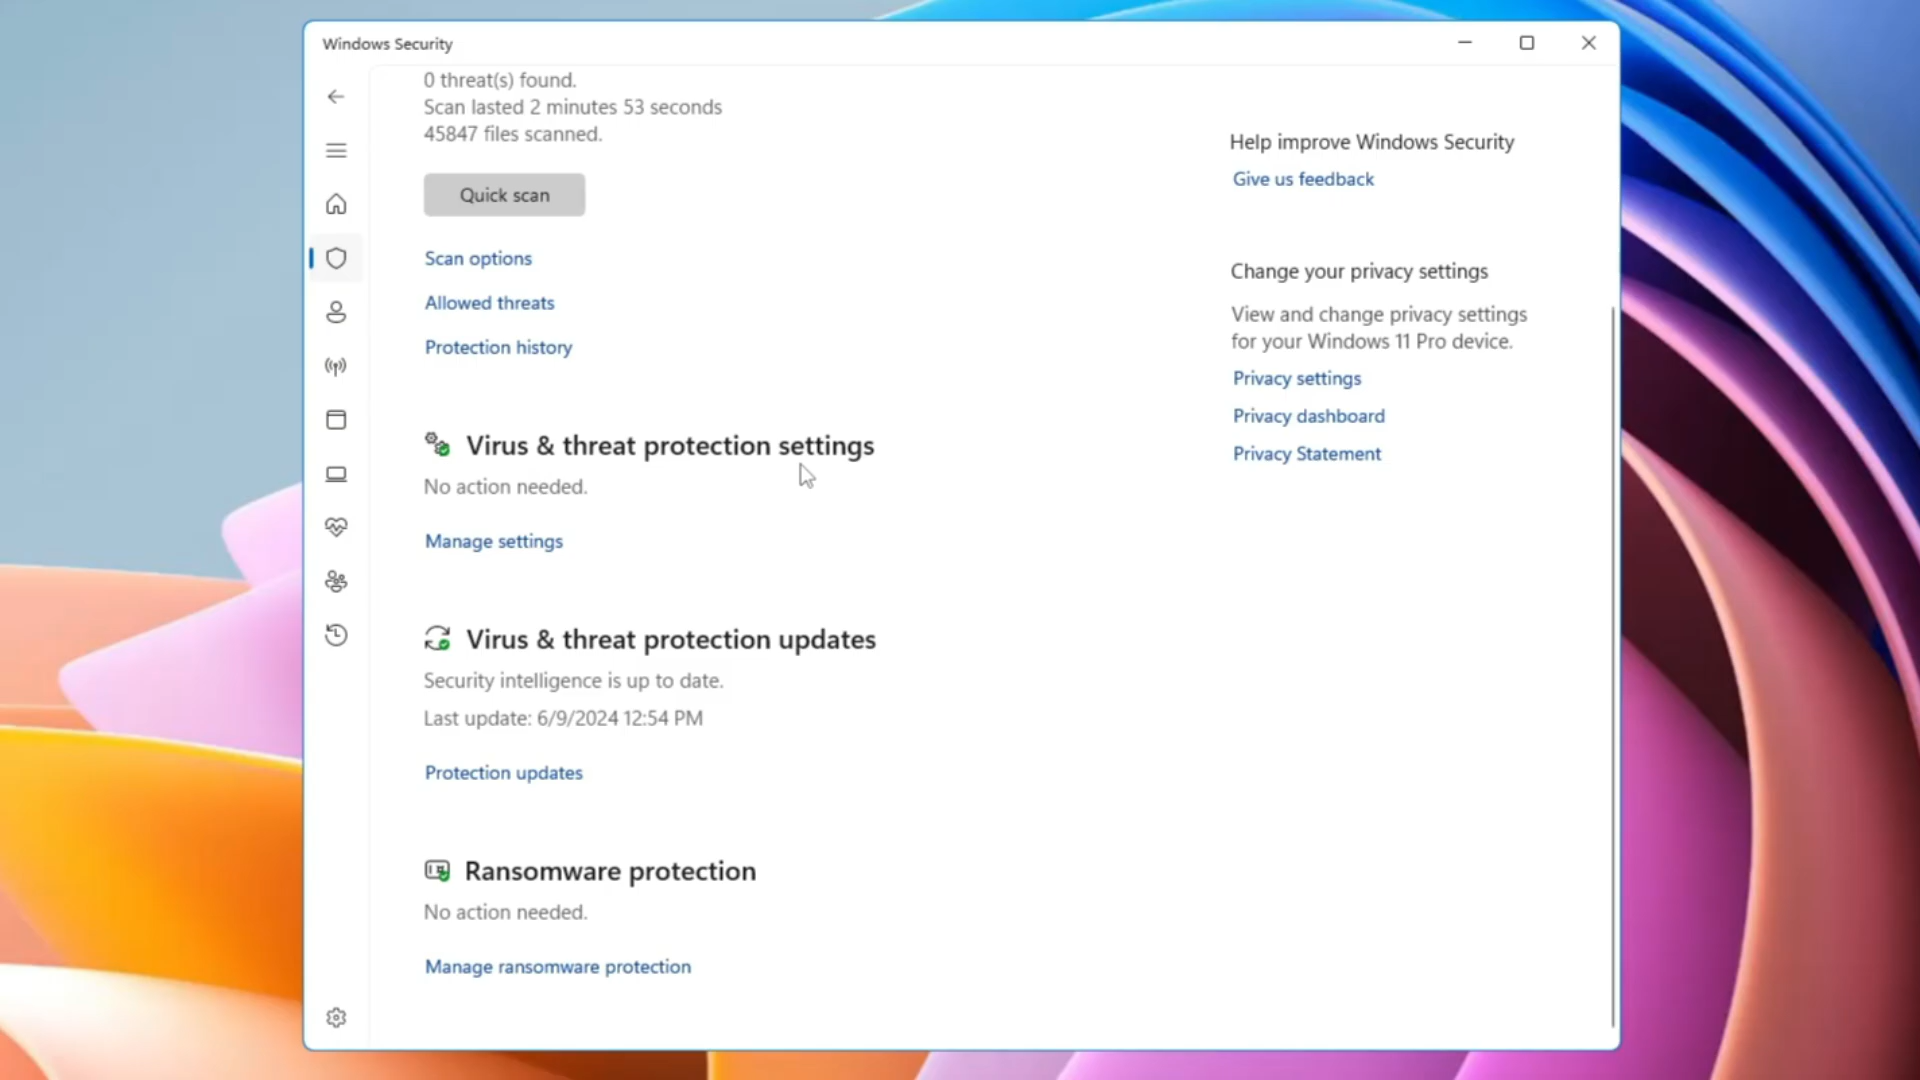 Windows Security
0 threat(s) found.
Scan lasted 2 minutes 53 seconds
45847 files scanned.
Quick scan
Scan options
Allowed threats
Protection history
Virus & threat protection settings
No action needed.
Manage settings
Virus & threat protection updates
Security intelligence is up to date.
Last update: 6/9/2024 12:54 PM
Protection updates
Ransomware protection
No action needed.
Manage ransomware protection
Help improve Windows Security
Give us feedback
Change your privacy settings
View and change privacy settings
for your Windows 11 Pro device.
Privacy settings
Privacy dashboard
Privacy Statement